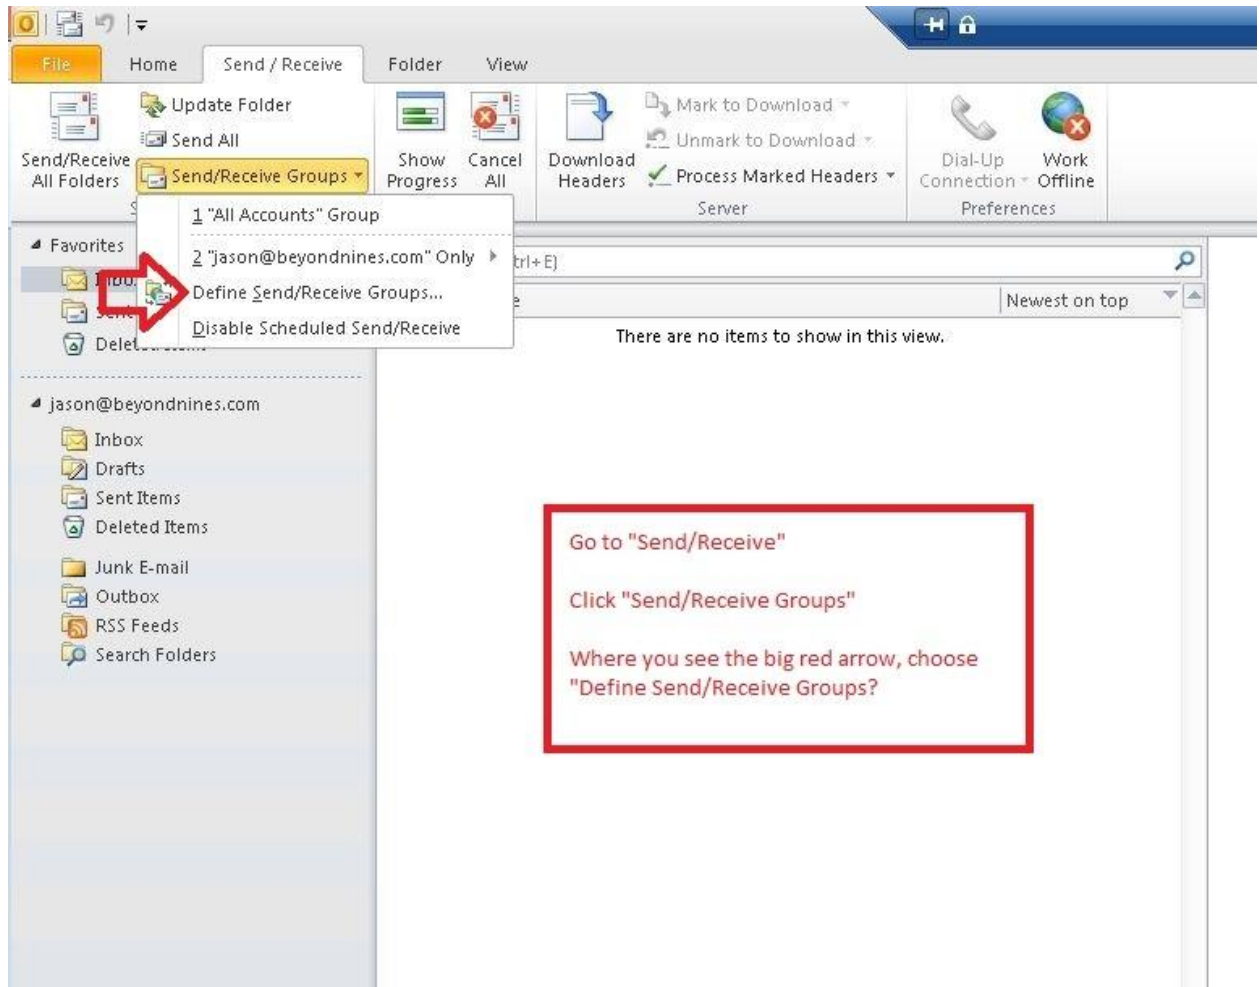 File Home Send / Receive Folder View
Update Folder
Send All
Send/Receive All Folders
Send/Receive Groups
Show Progress
Cancel All
Download Headers
Mark to Download
Unmark to Download
Process Marked Headers
Dial-Up Connection
Work Offline
Server
Preferences
1 "All Accounts" Group
2 "jason@beyondnines.com" Only
Define Send/Receive Groups...
Disable Scheduled Send/Receive
Favorites
trl+E)
Newest on top
There are no items to show in this view.
jason@beyondnines.com
Inbox
Drafts
Sent Items
Deleted Items
Junk E-mail
Outbox
RSS Feeds
Search Folders
Go to "Send/Receive"
Click "Send/Receive Groups"
Where you see the big red arrow, choose
"Define Send/Receive Groups?